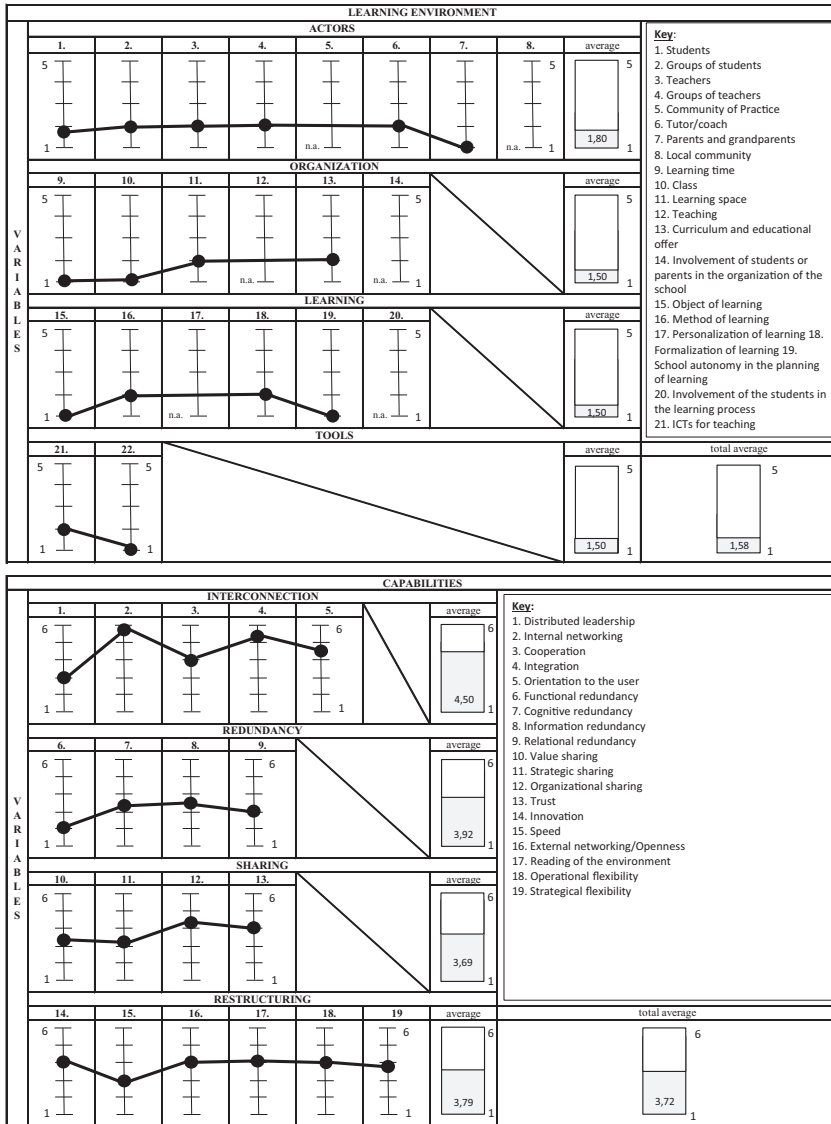 LEARNING ENVIRONMENT
ACTORS
1. 2. 3. 4. 5. 6. 7. 8. average
5 5 5
n.a. n.a. 1,80
1 1 1
ORGANIZATION
9. 10. 11. 12. 13. 14. average
5 5 5
n.a. n.a. 1,50
1 1 1
LEARNING
15. 16. 17. 18. 19. 20. average
5 5 5
n.a. n.a. 1,50
1 1 1
TOOLS
21. 22. average total average
5 5 5 5
1,50 1,58
1 1 1 1
VARIABLES
Key:
1. Students
2. Groups of students
3. Teachers
4. Groups of teachers
5. Community of Practice
6. Tutor/coach
7. Parents and grandparents
8. Local community
9. Learning time
10. Class
11. Learning space
12. Teaching
13. Curriculum and educational
offer
14. Involvement of students or
parents in the organization of the
school
15. Object of learning
16. Method of learning
17. Personalization of learning 18.
Formalization of learning 19.
School autonomy in the planning
of learning
20. Involvement of the students in
the learning process
21. ICTs for teaching
CAPABILITIES
INTERCONNECTION
1. 2. 3. 4. 5. average
6 6 6
4,50
1 1 1
REDUNDANCY
6. 7. 8. 9. average
6 6 6
3,92
1 1 1
SHARING
10. 11. 12. 13. average
6 6 6
3,69
1 1 1
RESTRUCTURING
14. 15. 16. 17. 18. 19 average total average
6 6 6 6
3,79 3,72
1 1 1 1
VARIABLES
Key:
1. Distributed leadership
2. Internal networking
3. Cooperation
4. Integration
5. Orientation to the user
6. Functional redundancy
7. Cognitive redundancy
8. Information redundancy
9. Relational redundancy
10. Value sharing
11. Strategic sharing
12. Organizational sharing
13. Trust
14. Innovation
15. Speed
16. External networking/Openness
17. Reading of the environment
18. Operational flexibility
19. Strategical flexibility